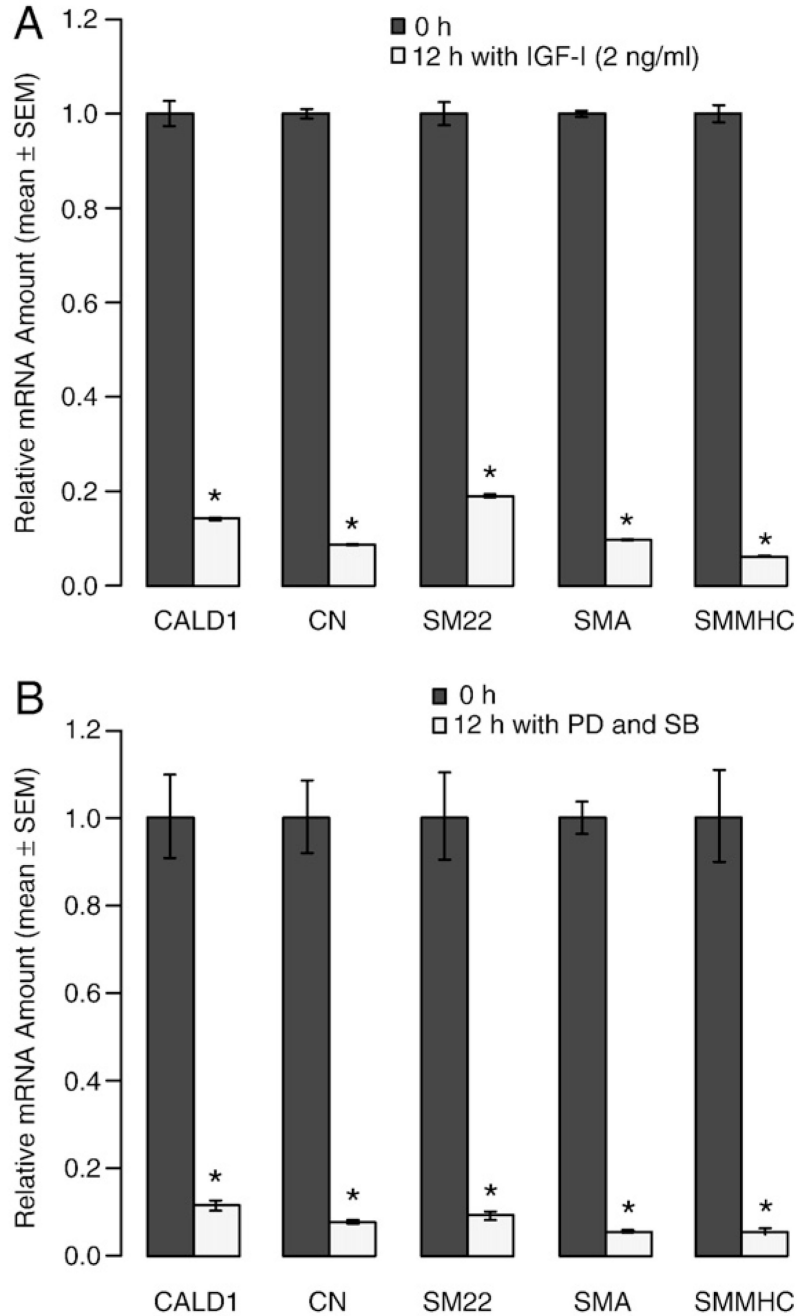 A
0 h
12 h with IGF-I (2 ng/ml)
Relative mRNA Amount (mean ± SEM)
1.2
1.0
0.8
0.6
0.4
0.2
0.0
*
*
*
*
*
CALD1 CN SM22 SMA SMMHC
B
0 h
12 h with PD and SB
Relative mRNA Amount (mean ± SEM)
1.2
1.0
0.8
0.6
0.4
0.2
0.0
*
*
*
*
*
CALD1 CN SM22 SMA SMMHC